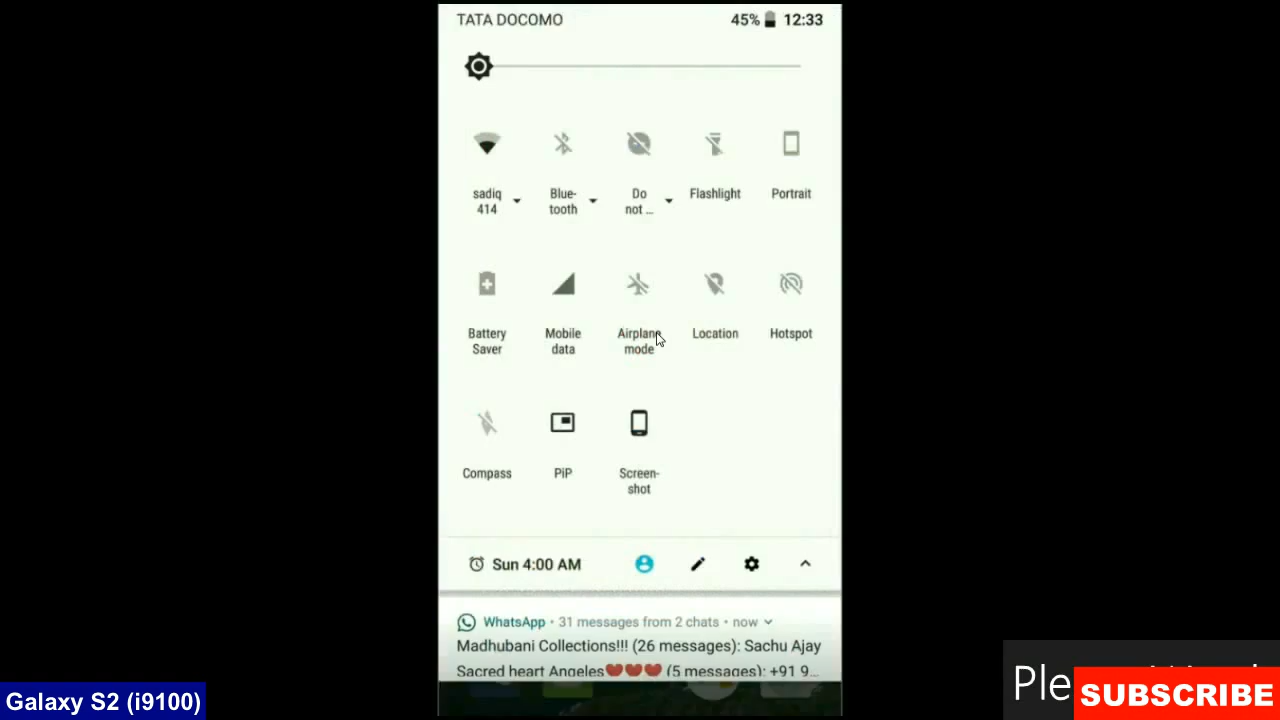 TATA DOCOMO 45% 12:33
sadiq
414
Blue-
tooth
Do
not ...
Flashlight
Portrait
Battery
Saver
Mobile
data
Airplane
mode
Location
Hotspot
Compass
PiP
Screen-
shot
Sun 4:00 AM
WhatsApp • 31 messages from 2 chats • now
Madhubani Collections!!! (26 messages): Sachu Ajay
Sacred heart Angeles❤❤❤ (5 messages): +91 9...
Galaxy S2 (i9100)
Ple
SUBSCRIBE